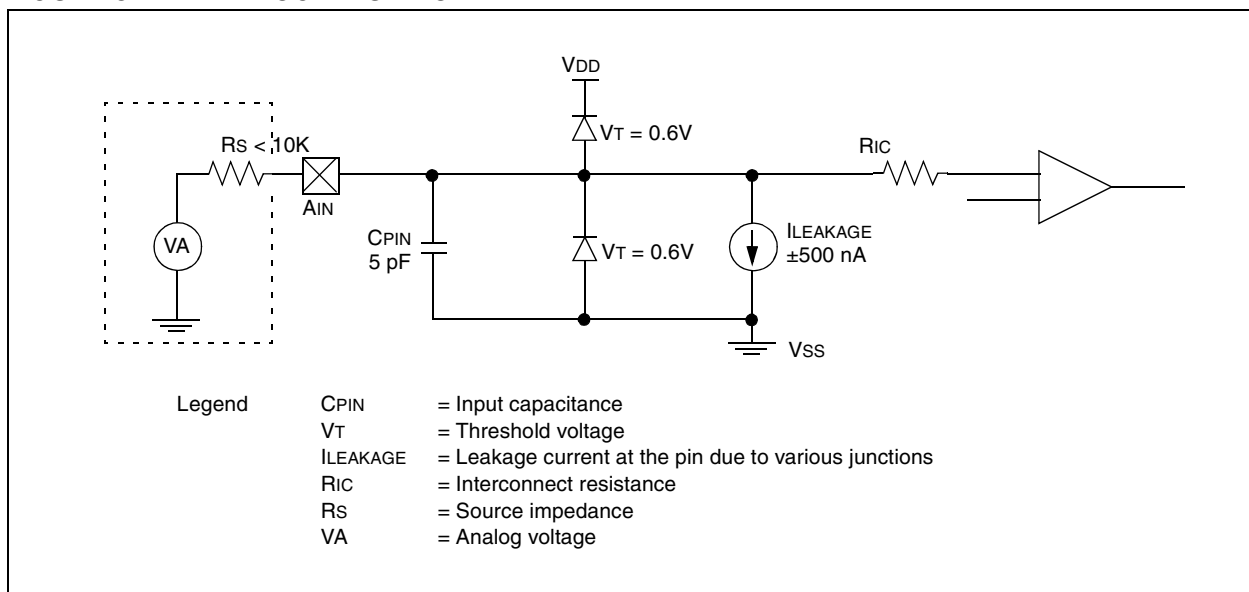 VDD
VT = 0.6V
RS < 10K
RIC
AIN
VA
CPIN
5 pF
VT = 0.6V
ILEAKAGE
±500 nA
VSS
Legend
CPIN = Input capacitance
VT = Threshold voltage
ILEAKAGE = Leakage current at the pin due to various junctions
RIC = Interconnect resistance
RS = Source impedance
VA = Analog voltage